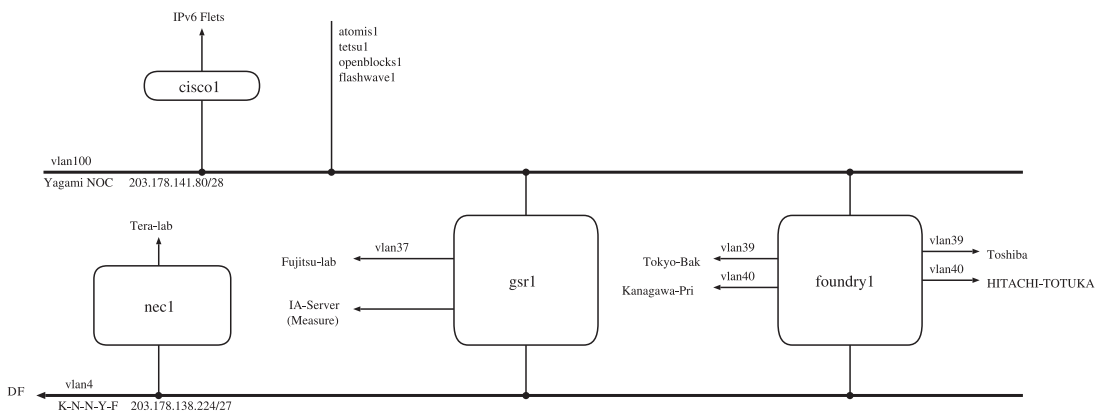 IPv6 Flets
cisco1
atomis1
tetsu1
openblocks1
flashwave1
vlan100
Yagami NOC 203.178.141.80/28
Tera-lab
nec1
Fujitsu-lab
vlan37
IA-Server
(Measure)
gsr1
Tokyo-Bak
vlan39
Kanagawa-Pri
vlan40
foundry1
vlan39
Toshiba
vlan40
HITACHI-TOTUKA
DF
vlan4
K-N-N-Y-F 203.178.138.224/27